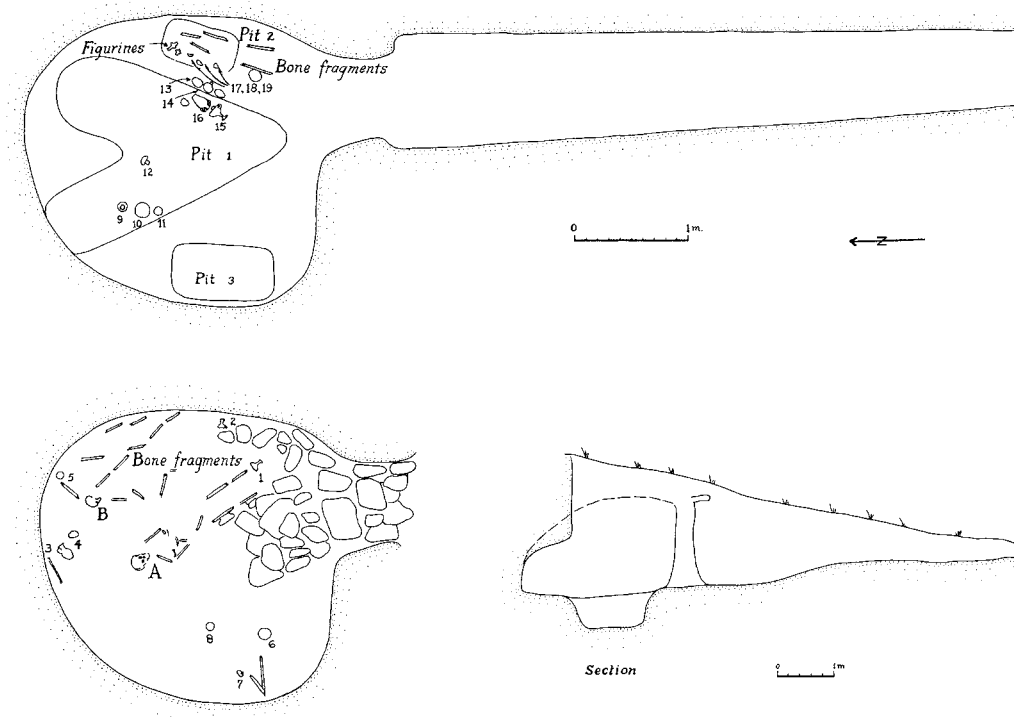 Pit 2
Figurines
Bone fragments
13
17, 18, 19
14
16
15
Pit 1
12
9
10
11
0
1m.
Z
Pit 3
2
Bone fragments
1
5
B
3
4
A
8
6
7
Section
0
1m